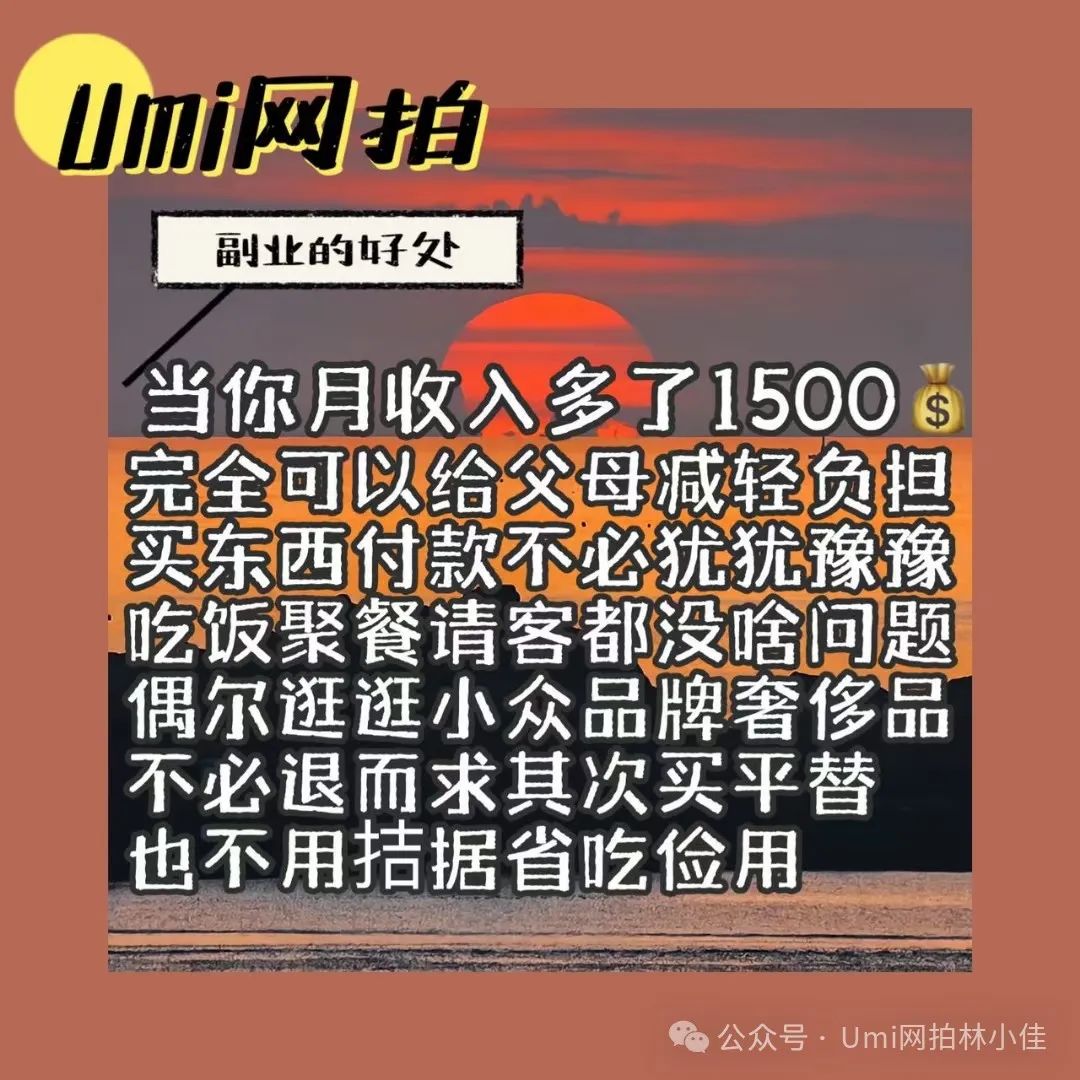 Umi网拍
副业的好处
当你月收入多了1500
完全可以给父母减轻负担
买东西付款不必犹犹豫豫
吃饭聚餐请客都没啥问题
偶尔逛逛小众品牌奢侈品
不必退而求其次买平替
也不用拮据省吃俭用
公众号·Umi网拍林小佳